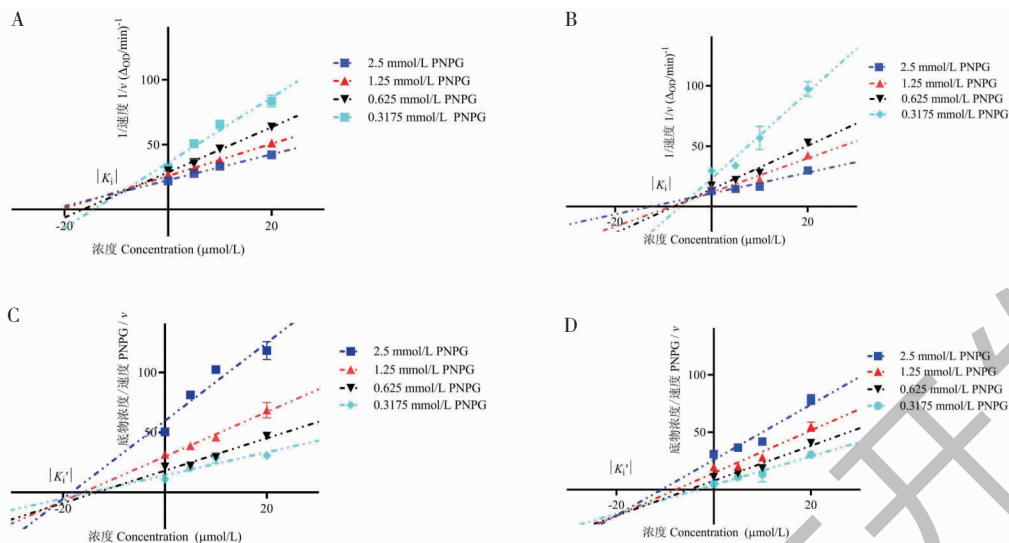 A
1/速度 1/v (ΔOD/min)-1
100
50
|Ki|
-20
0
20
浓度 Concentration (μmol/L)
2.5 mmol/L PNPG
1.25 mmol/L PNPG
0.625 mmol/L PNPG
0.3175 mmol/L PNPG
B
1/速度 1/v (ΔOD/min)-1
100
50
|Ki|
-20
0
20
浓度 Concentration (μmol/L)
2.5 mmol/L PNPG
1.25 mmol/L PNPG
0.625 mmol/L PNPG
0.3175 mmol/L PNPG
C
底物浓度/速度 PNPG / v
100
50
|Ki'|
-20
0
20
浓度 Concentration (μmol/L)
2.5 mmol/L PNPG
1.25 mmol/L PNPG
0.625 mmol/L PNPG
0.3175 mmol/L PNPG
D
底物浓度/速度 PNPG / v
100
50
|Ki'|
-20
0
20
浓度 Concentration (μmol/L)
2.5 mmol/L PNPG
1.25 mmol/L PNPG
0.625 mmol/L PNPG
0.3175 mmol/L PNPG